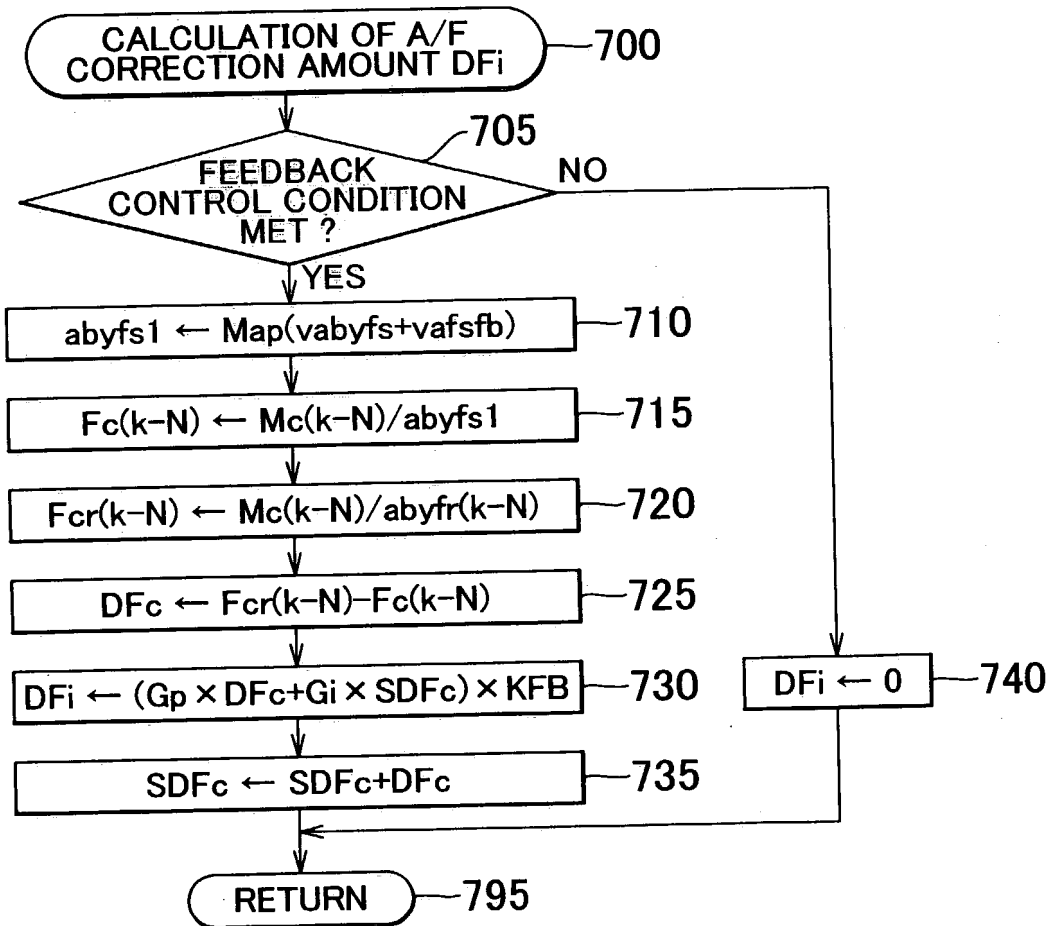 CALCULATION OF A/F
CORRECTION AMOUNT DFi
700
705
FEEDBACK
CONTROL CONDITION
MET ?
NO
YES
abyfs1 ← Map(vabyfs+vafsfb)
710
Fc(k-N) ← Mc(k-N)/abyfs1
715
Fcr(k-N) ← Mc(k-N)/abyfr(k-N)
720
DFc ← Fcr(k-N)-Fc(k-N)
725
DFi ← (Gp × DFc+Gi × SDFc) × KFB
730
DFi ← 0
740
SDFc ← SDFc+DFc
735
RETURN
795